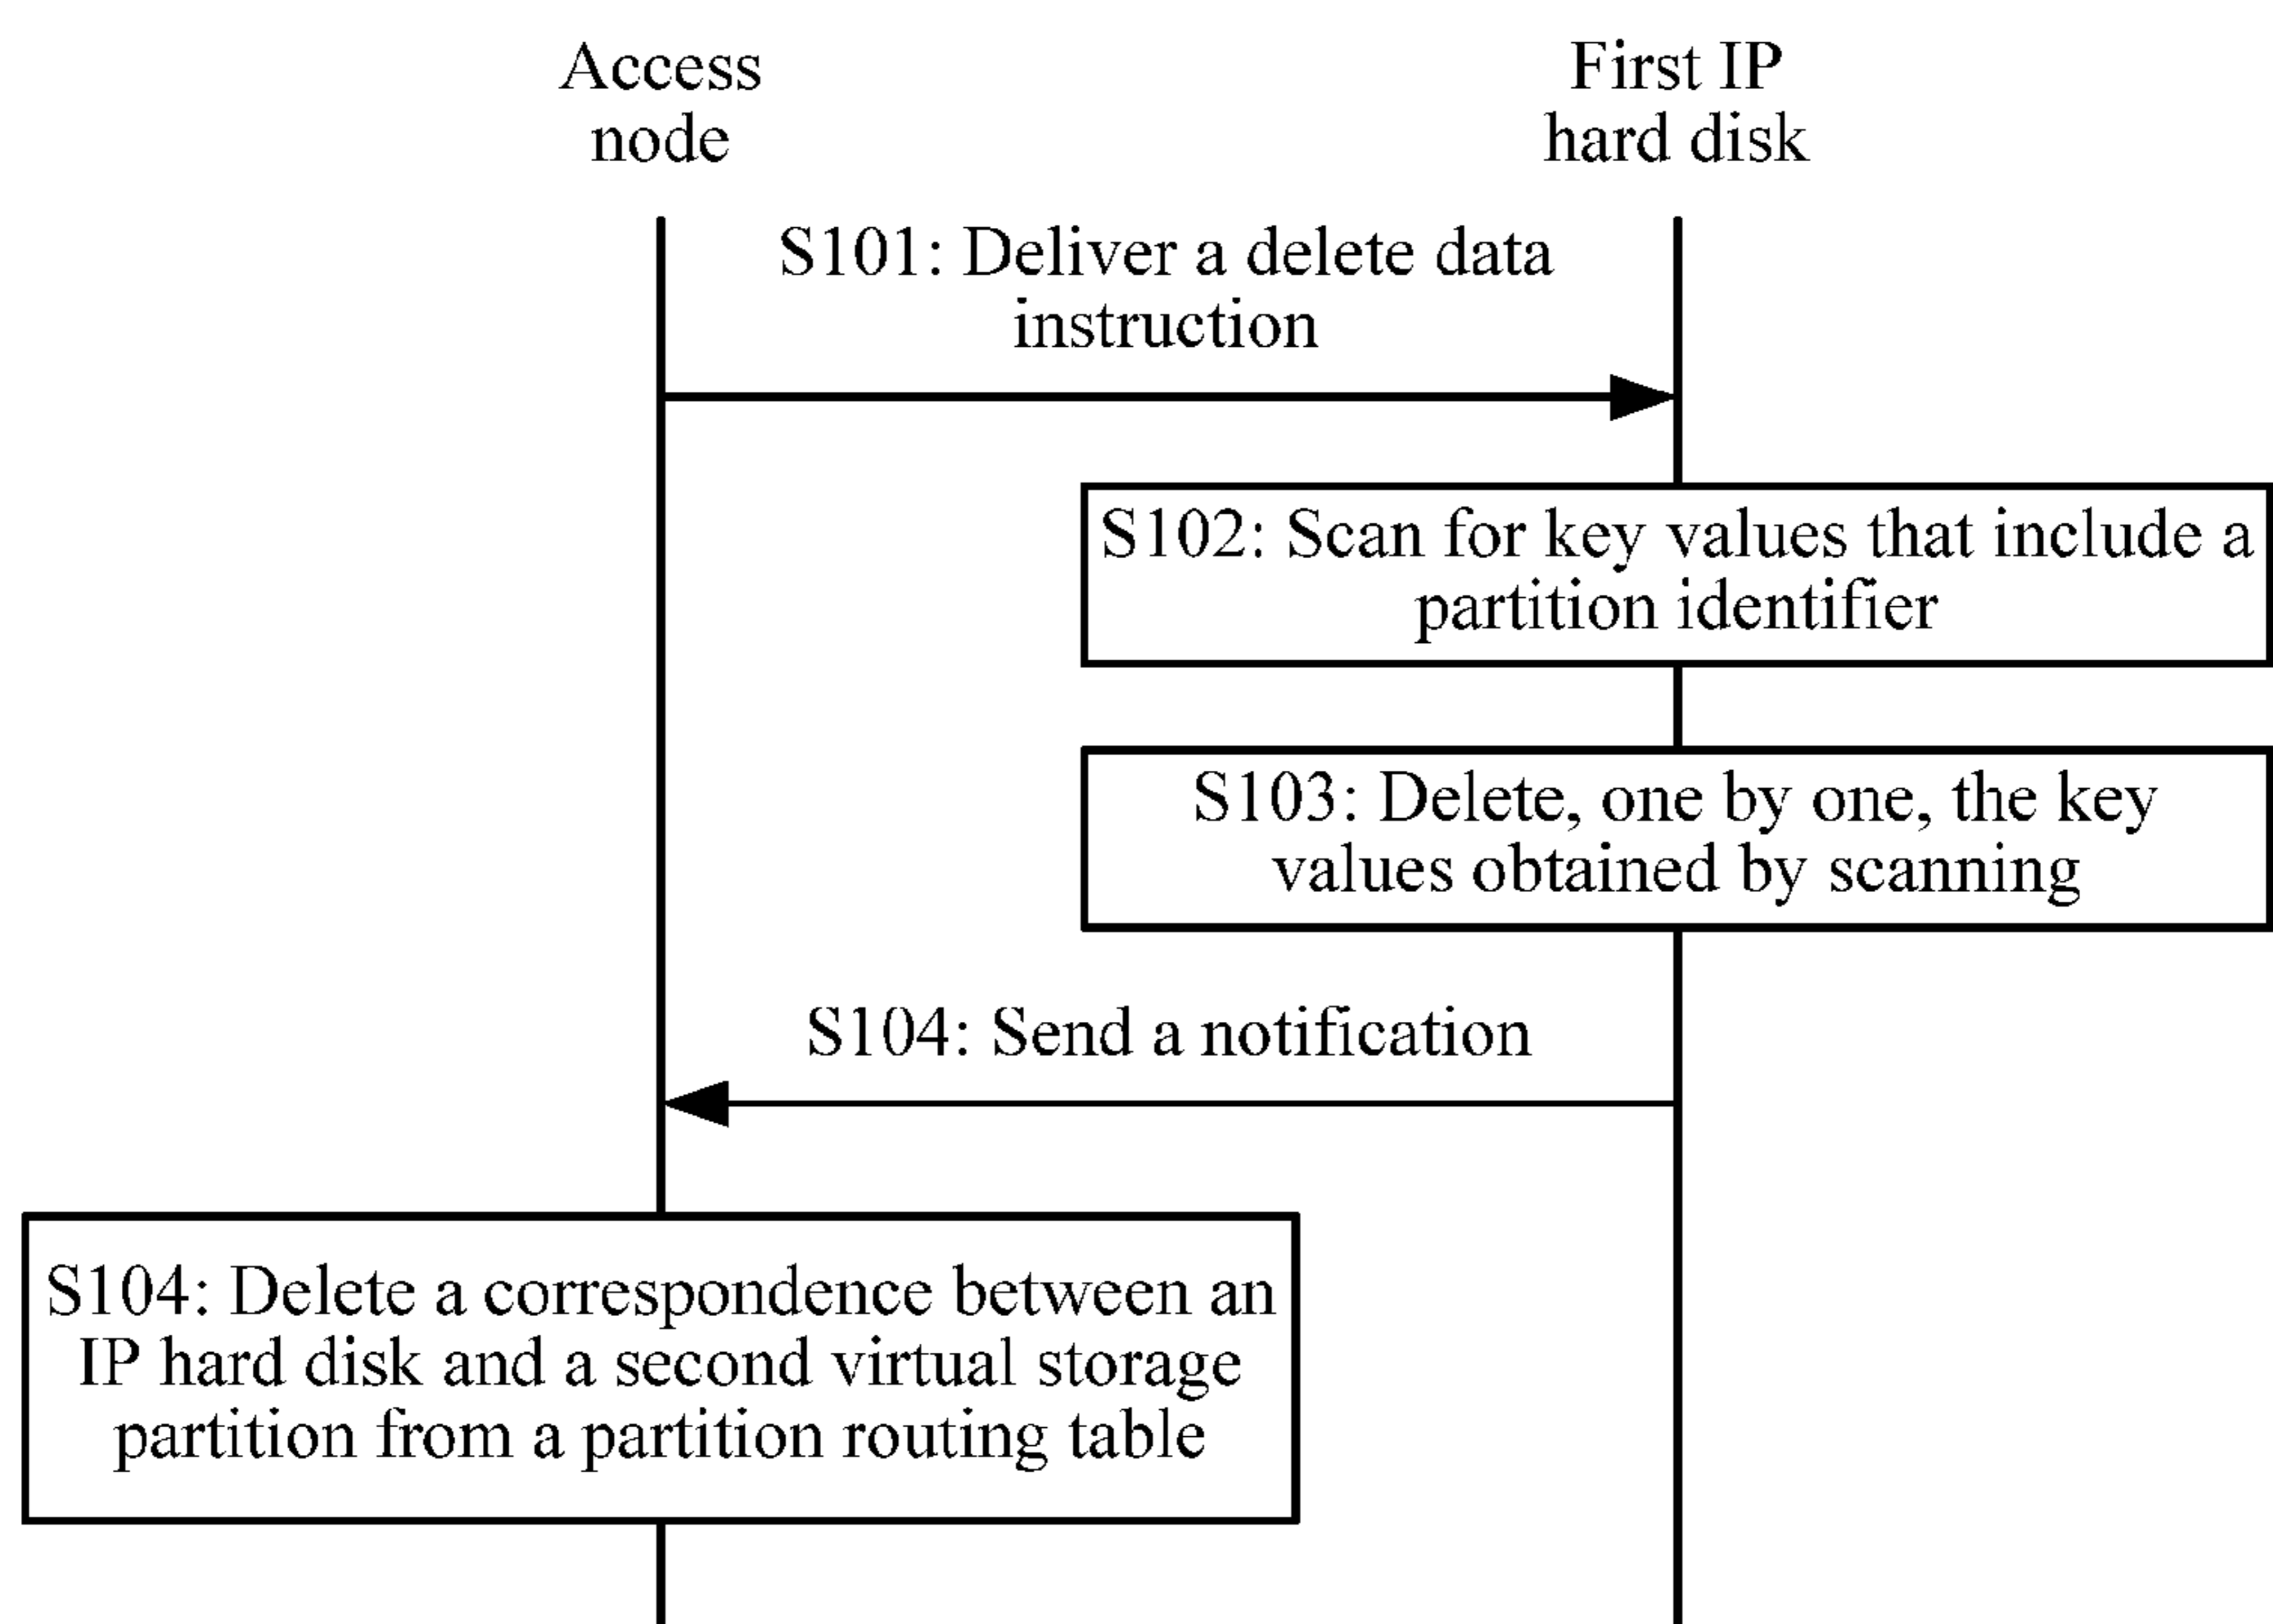 Access
node
First IP
hard disk
S101: Deliver a delete data
instruction
S102: Scan for key values that include a
partition identifier
S103: Delete, one by one, the key
values obtained by scanning
S104: Send a notification
S104: Delete a correspondence between an
IP hard disk and a second virtual storage
partition from a partition routing table